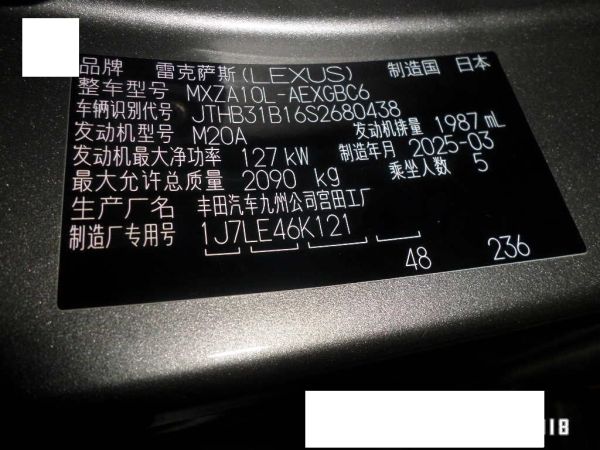 品牌 雷克萨斯(LEXUS) 制造国 日本
整车型号 MXZA10L-AEXGBC6
车辆识别代号 JTHB31B16S2680438
发动机型号 M20A 发动机排量 1987 mL
发动机最大净功率 127 kW 制造年月 2025-03
最大允许总质量 2090 kg 乘坐人数 5
生产厂名 丰田汽车九州公司宫田工厂
制造厂专用号 1J7LE46K121
48 236